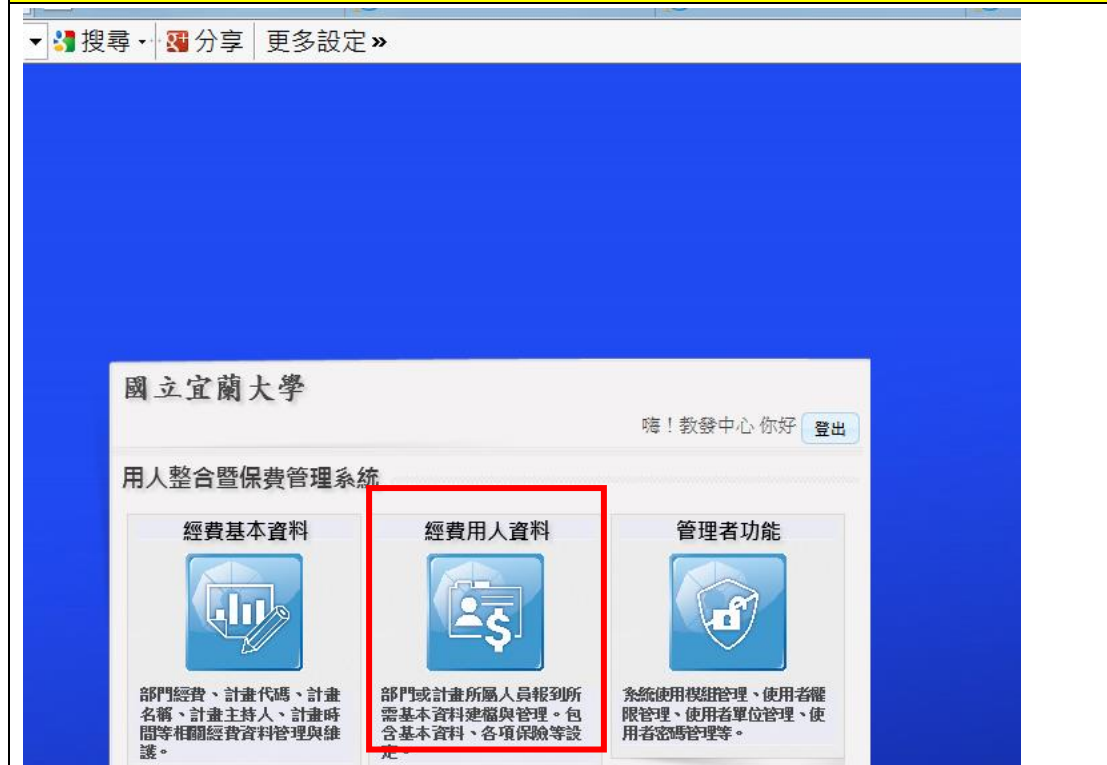 搜尋 分享 更多設定 »
國立宜蘭大學
嗨！教發中心 你好 登出
用人整合暨保費管理系統
經費基本資料 經費用人資料 管理者功能
部門經費、計畫代碼、計畫
名稱、計畫主持人、計畫時
間等相關經費資料管理與維
護。
部門或計畫所屬人員報到所
需基本資料建檔與管理。包
含基本資料、各項保險等設
定。
系統使用模組管理、使用者權
限管理、使用者單位管理、使
用者密碼管理等。